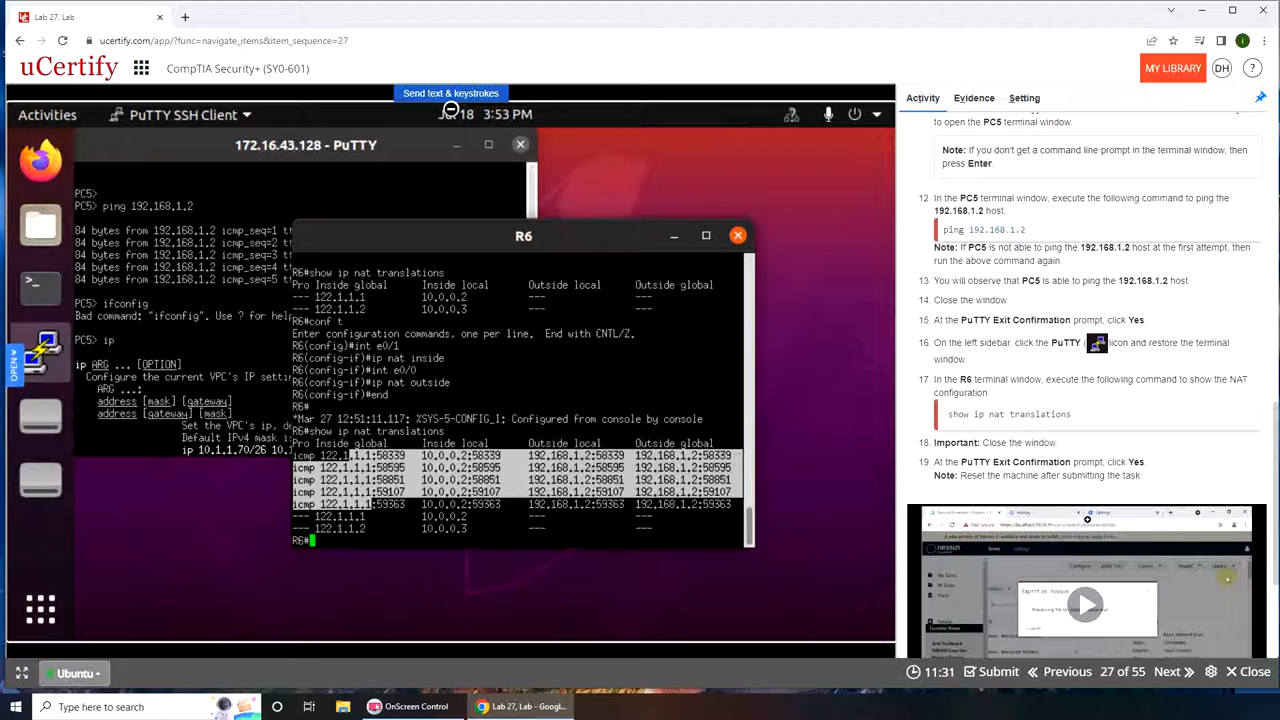 Lab 27, Lab
ucertify.com/app/?func=navigate_items&item_sequence=27
uCertify
CompTIA Security+ (SY0-601)
MY LIBRARY
DH
?
Send text & keystrokes
Activities
PuTTY SSH Client
18 3:53 PM
172.16.43.128 - PuTTY
PC5>
PC5> ping 192.168.1.2
84 bytes from 192.168.1.2 icmp_seq=1 tt
84 bytes from 192.168.1.2 icmp_seq=2 tt
84 bytes from 192.168.1.2 icmp_seq=3 tt
84 bytes from 192.168.1.2 icmp_seq=4 tt
84 bytes from 192.168.1.2 icmp_seq=5 tt
PC5> ifconfig
Bad command: "ifconfig". Use ? for help
PC5> ip
ip ARG ... [OPTION]
Configure the current VPC's IP settin
ARG ...:
address [mask] [gateway]
address [gateway] [mask]
Set the VPC's ip, de
Default IPv4 mask is
ip 10.1.1.70/26 10.1
OPEN
R6
R6#show ip nat translations
Pro Inside global Inside local Outside local Outside global
--- 122.1.1.1 10.0.0.2 --- ---
--- 122.1.1.2 10.0.0.3 --- ---
R6#conf t
Enter configuration commands, one per line. End with CNTL/Z.
R6(config)#int e0/1
R6(config-if)#ip nat inside
R6(config-if)#int e0/0
R6(config-if)#ip nat outside
R6(config-if)#end
R6#
*Mar 27 12:51:11.117: %SYS-5-CONFIG_I: Configured from console by console
R6#show ip nat translations
Pro Inside global Inside local Outside local Outside global
icmp 122.1.1.1:58339 10.0.0.2:58339 192.168.1.2:58339 192.168.1.2:58339
icmp 122.1.1.1:58595 10.0.0.2:58595 192.168.1.2:58595 192.168.1.2:58595
icmp 122.1.1.1:58851 10.0.0.2:58851 192.168.1.2:58851 192.168.1.2:58851
icmp 122.1.1.1:59107 10.0.0.2:59107 192.168.1.2:59107 192.168.1.2:59107
icmp 122.1.1.1:59363 10.0.0.2:59363 192.168.1.2:59363 192.168.1.2:59363
--- 122.1.1.1 10.0.0.2 --- ---
--- 122.1.1.2 10.0.0.3 --- ---
R6#
Activity Evidence Setting
to open the PC5 terminal window.
Note: If you don't get a command line prompt in the terminal window, then
press Enter.
12 In the PC5 terminal window, execute the following command to ping the
192.168.1.2 host.
ping 192.168.1.2
Note: If PC5 is not able to ping the 192.168.1.2 host at the first attempt, then
run the above command again
13. You will observe that PC5 is able to ping the 192.168.1.2 host.
14. Close the window
15. At the PuTTY Exit Confirmation prompt, click Yes.
16. On the left sidebar, click the PuTTY ( )icon and restore the terminal
window.
17. In the R6 terminal window, execute the following command to show the NAT
configuration:
show ip nat translations
18. Important: Close the window.
19 At the PuTTY Exit Confirmation prompt, click Yes.
Note: Reset the machine after submitting the task
nessus
Export as nessus
Ubuntu
11:31
Submit
Previous
27 of 55
Next
Close
Type here to search
OnScreen Control
Lab 27, Lab - Googl...